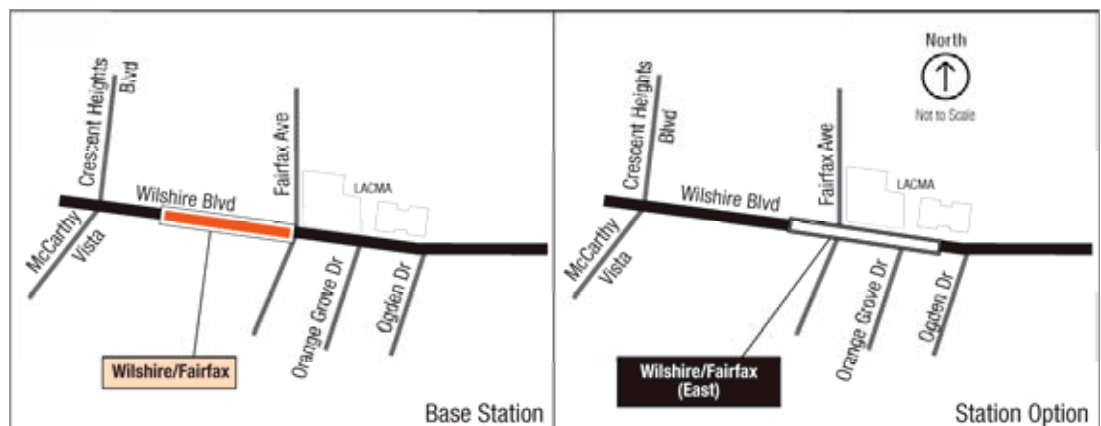 Crescent Heights
Blvd
Fairfax Ave
Wilshire Blvd
LACMA
McCarthy
Vista
Orange Grove Dr
Ogden Dr
Wilshire/Fairfax
Base Station
North
Not to Scale
Crescent Heights
Blvd
Fairfax Ave
Wilshire Blvd
LACMA
McCarthy
Vista
Orange Grove Dr
Ogden Dr
Wilshire/Fairfax
(East)
Station Option